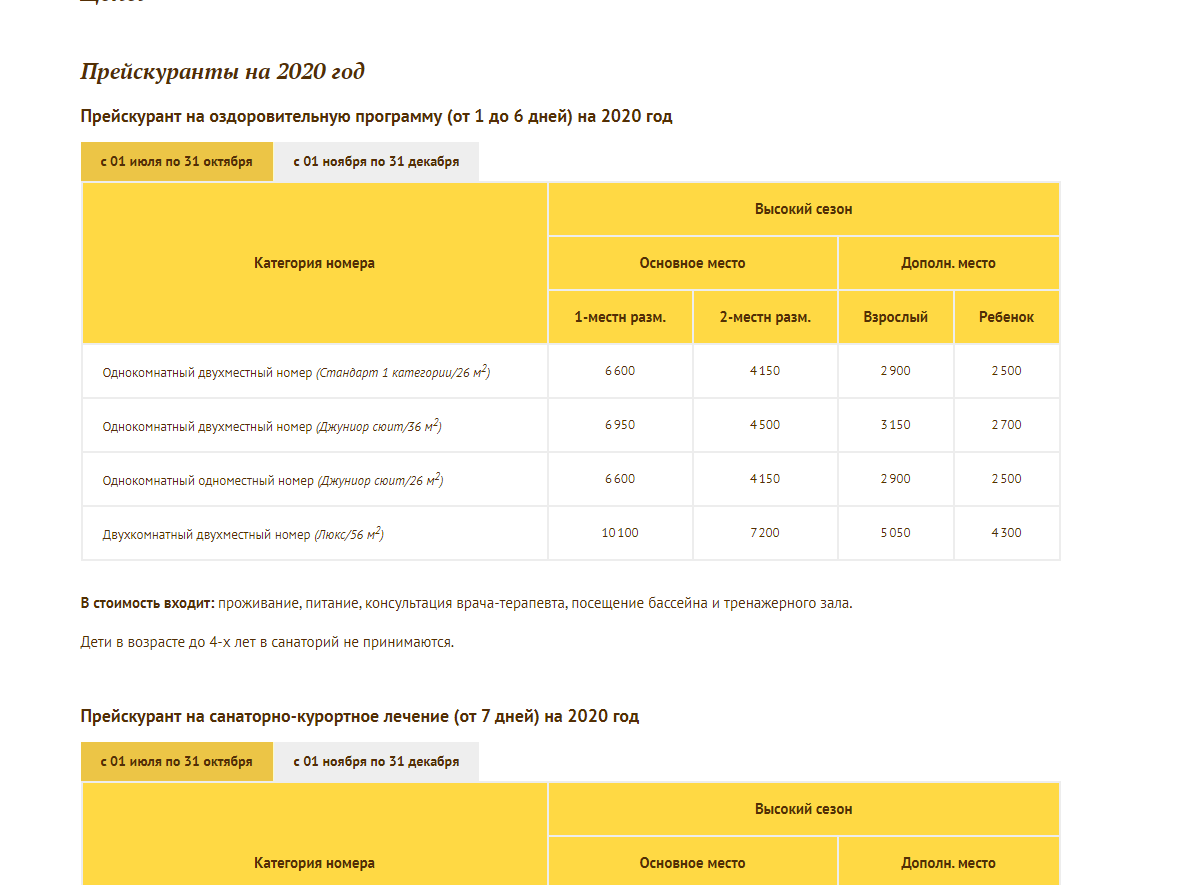 Прейскуранты на 2020 год
Прейскурант на оздоровительную программу (от 1 до 6 дней) на 2020 год
с 01 июля по 31 октября с 01 ноября по 31 декабря
Высокий сезон
Категория номера Основное место Дополн. место
1-местн разм. 2-местн разм. Взрослый Ребенок
Однокомнатный двухместный номер (Стандарт 1 категории/26 м²) 6 600 4 150 2 900 2 500
Однокомнатный двухместный номер (Джуниор сюит/36 м²) 6 950 4 500 3 150 2 700
Однокомнатный одноместный номер (Джуниор сюит/26 м²) 6 600 4 150 2 900 2 500
Двухкомнатный двухместный номер (Люкс/56 м²) 10 100 7 200 5 050 4 300
В стоимость входит: проживание, питание, консультация врача-терапевта, посещение бассейна и тренажерного зала.
Дети в возрасте до 4-х лет в санаторий не принимаются.
Прейскурант на санаторно-курортное лечение (от 7 дней) на 2020 год
с 01 июля по 31 октября с 01 ноября по 31 декабря
Высокий сезон
Категория номера Основное место Дополн. место